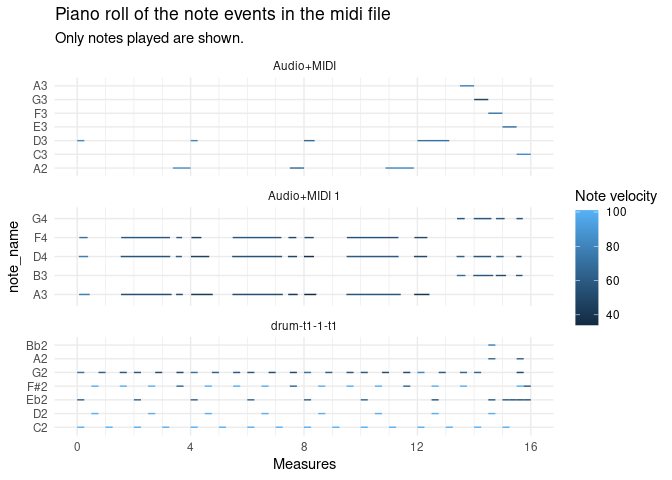 Piano roll of the note events in the midi file
Only notes played are shown.
Audio+MIDI
A3
G3
F3
E3
D3
C3
A2
Audio+MIDI 1
G4
F4
D4
B3
A3
drum-t1-1-t1
Bb2
A2
G2
F#2
Eb2
D2
C2
0 4 8 12 16
Measures
note_name
Note velocity
100
80
60
40